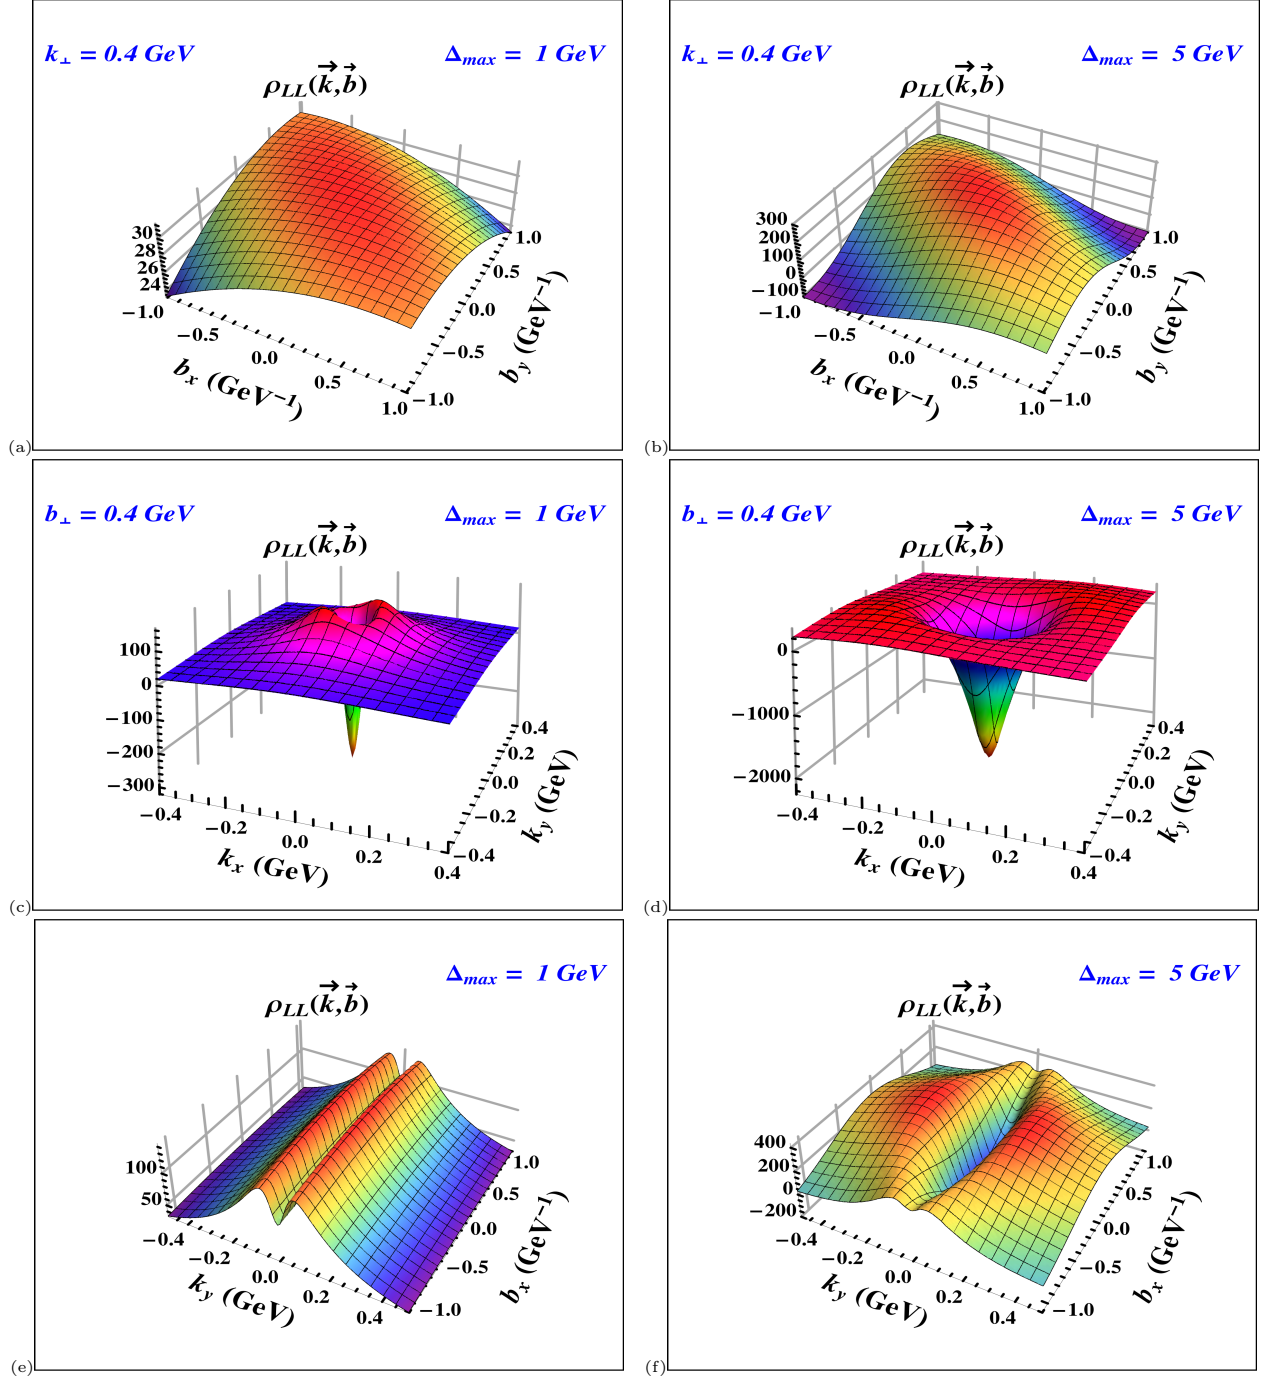 k⊥ = 0.4 GeV
Δmax = 1 GeV
ρLL(k⃗,b⃗)
30
28
26
24
−1.0
−0.5
0.0
0.5
1.0
bx (GeV−1)
−1.0
−0.5
0.0
0.5
1.0
by (GeV−1)
(a)
k⊥ = 0.4 GeV
Δmax = 5 GeV
ρLL(k⃗,b⃗)
300
200
100
0
−100
−1.0
−0.5
0.0
0.5
1.0
bx (GeV−1)
−1.0
−0.5
0.0
0.5
1.0
by (GeV−1)
(b)
b⊥ = 0.4 GeV
Δmax = 1 GeV
ρLL(k⃗,b⃗)
100
0
−100
−200
−300
−0.4
−0.2
0.0
0.2
0.4
kx (GeV)
−0.4
−0.2
0.0
0.2
0.4
ky (GeV)
(c)
b⊥ = 0.4 GeV
Δmax = 5 GeV
ρLL(k⃗,b⃗)
0
−1000
−2000
−0.4
−0.2
0.0
0.2
0.4
kx (GeV)
−0.4
−0.2
0.0
0.2
0.4
ky (GeV)
(d)
Δmax = 1 GeV
ρLL(k⃗,b⃗)
100
50
−0.4
−0.2
0.0
0.2
0.4
ky (GeV)
−1.0
−0.5
0.0
0.5
1.0
bx (GeV−1)
(e)
Δmax = 5 GeV
ρLL(k⃗,b⃗)
400
200
0
−200
−0.4
−0.2
0.0
0.2
0.4
ky (GeV)
−1.0
−0.5
0.0
0.5
1.0
bx (GeV−1)
(f)